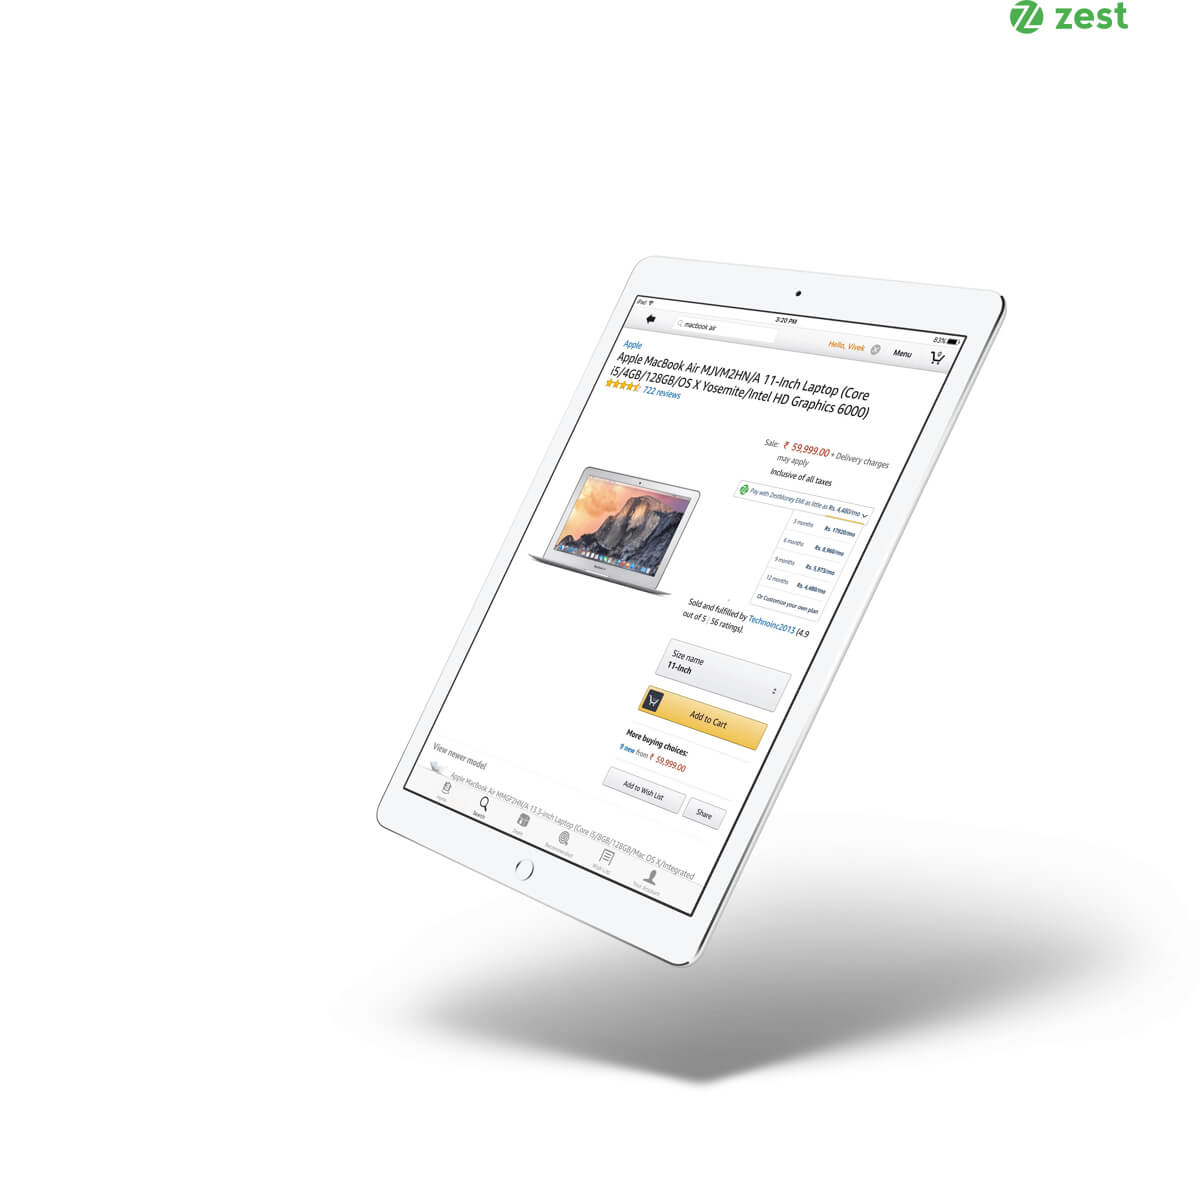 zest
iPad
3:20 PM
83%
macbook air
Hello, Vivek
Menu
0
Apple
Apple MacBook Air MJVM2HN/A 11-Inch Laptop (Core
i5/4GB/128GB/OS X Yosemite/Intel HD Graphics 6000)
722 reviews
Sale: ₹ 59,999.00 + Delivery charges
may apply
Inclusive of all taxes
Pay with ZestMoney EMI as little as Rs. 4,480/mo
3 months Rs. 17920/mo
6 months Rs. 8,960/mo
9 months Rs. 5,973/mo
12 months Rs. 4,480/mo
Or Customize your own plan
Sold and fulfilled by Technoinc2013 (4.9
out of 5 | 56 ratings).
Size name
11-Inch
Add to Cart
More buying choices:
9 new from ₹ 59,999.00
Add to Wish List
Share
View newer model
Apple MacBook Air MMGF2HN/A 13.3-inch Laptop (Core i5/8GB/128GB/Mac OS X/Integrated
Home
Search
Deals
Recommended
Wish List
Your Account